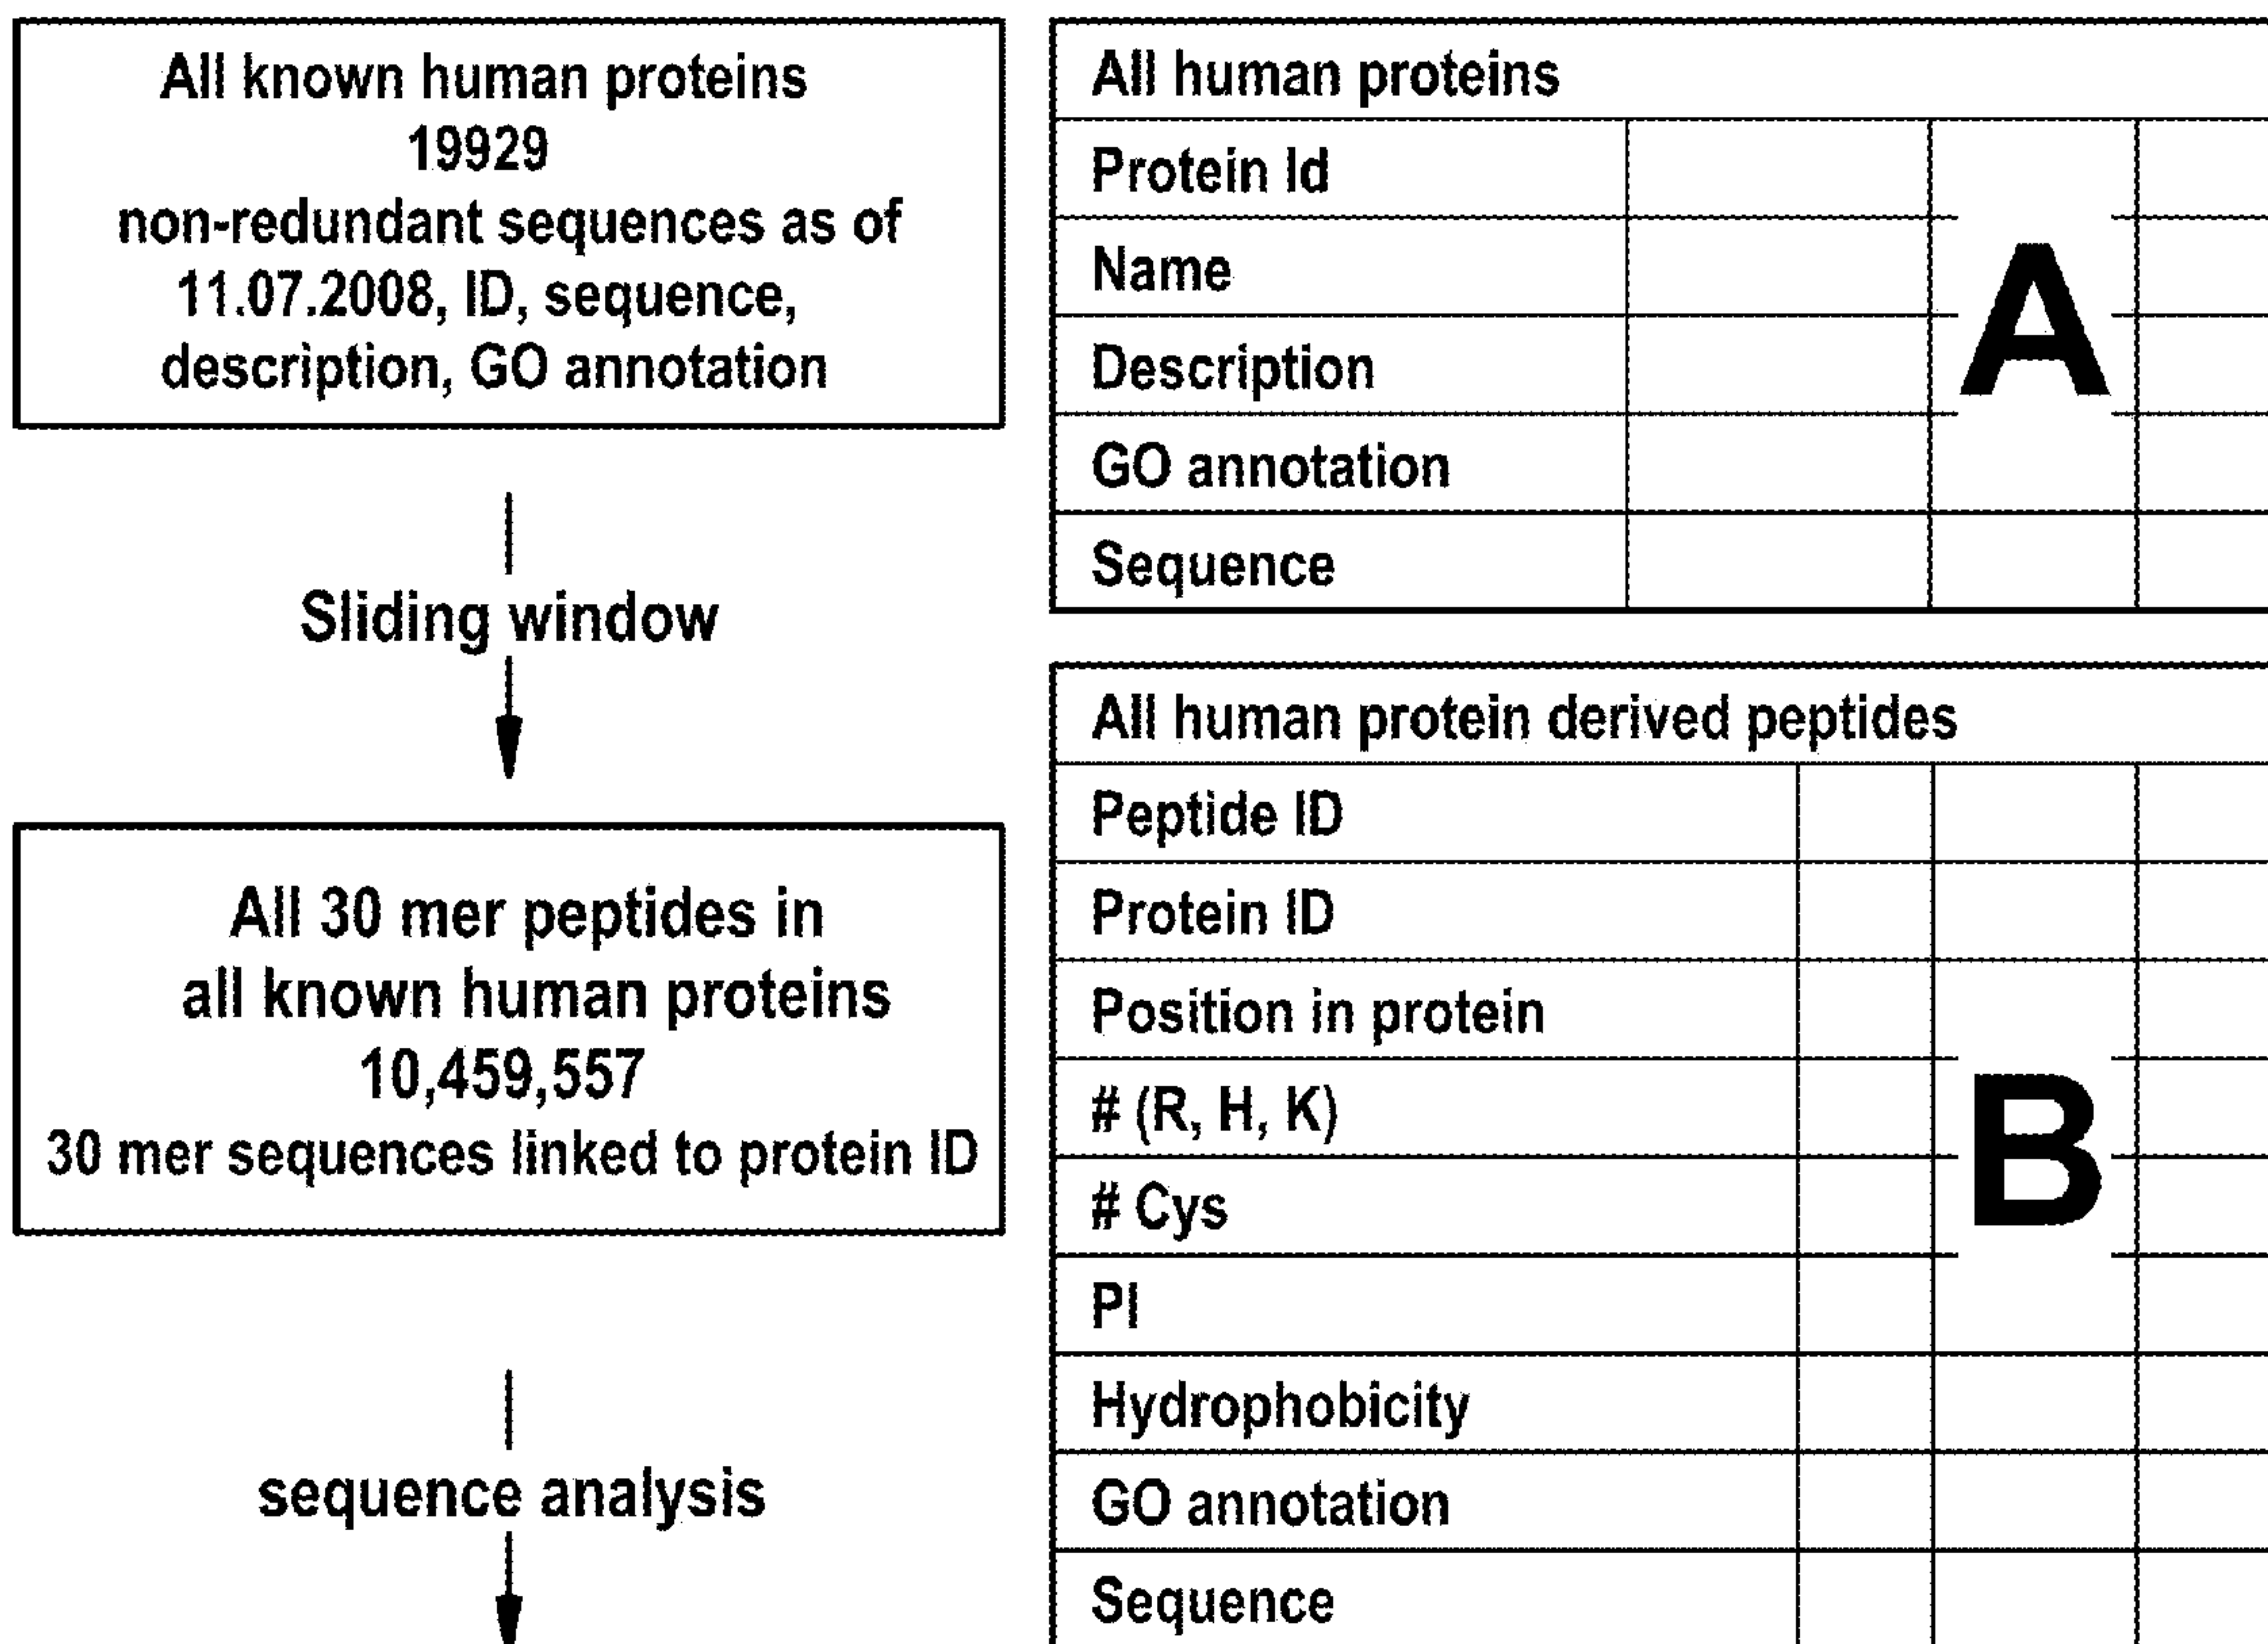 All known human proteins
19929
non-redundant sequences as of
11.07.2008, ID, sequence,
description, GO annotation
Sliding window
All 30 mer peptides in
all known human proteins
10,459,557
30 mer sequences linked to protein ID
sequence analysis
All human proteins
Protein Id
Name
Description
GO annotation
Sequence
A
All human protein derived peptides
Peptide ID
Protein ID
Position in protein
# (R, H, K)
# Cys
PI
Hydrophobicity
GO annotation
Sequence
B